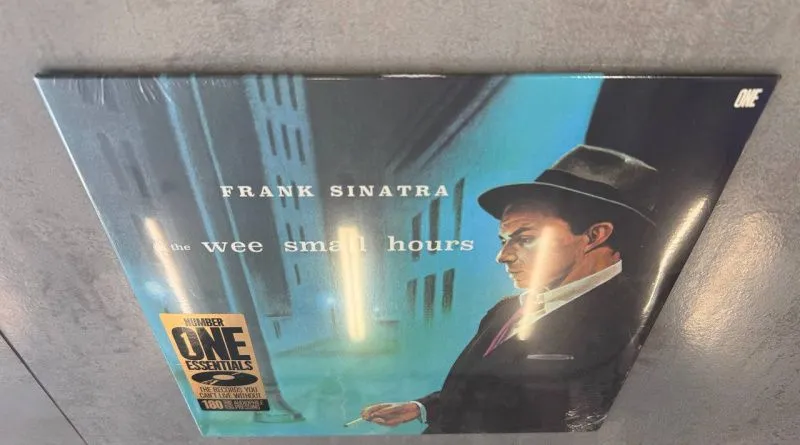 ONE
FRANK SINATRA
the wee small hours
NUMBER
ONE
ESSENTIALS
THE RECORDS YOU
CAN'T LIVE WITHOUT
180